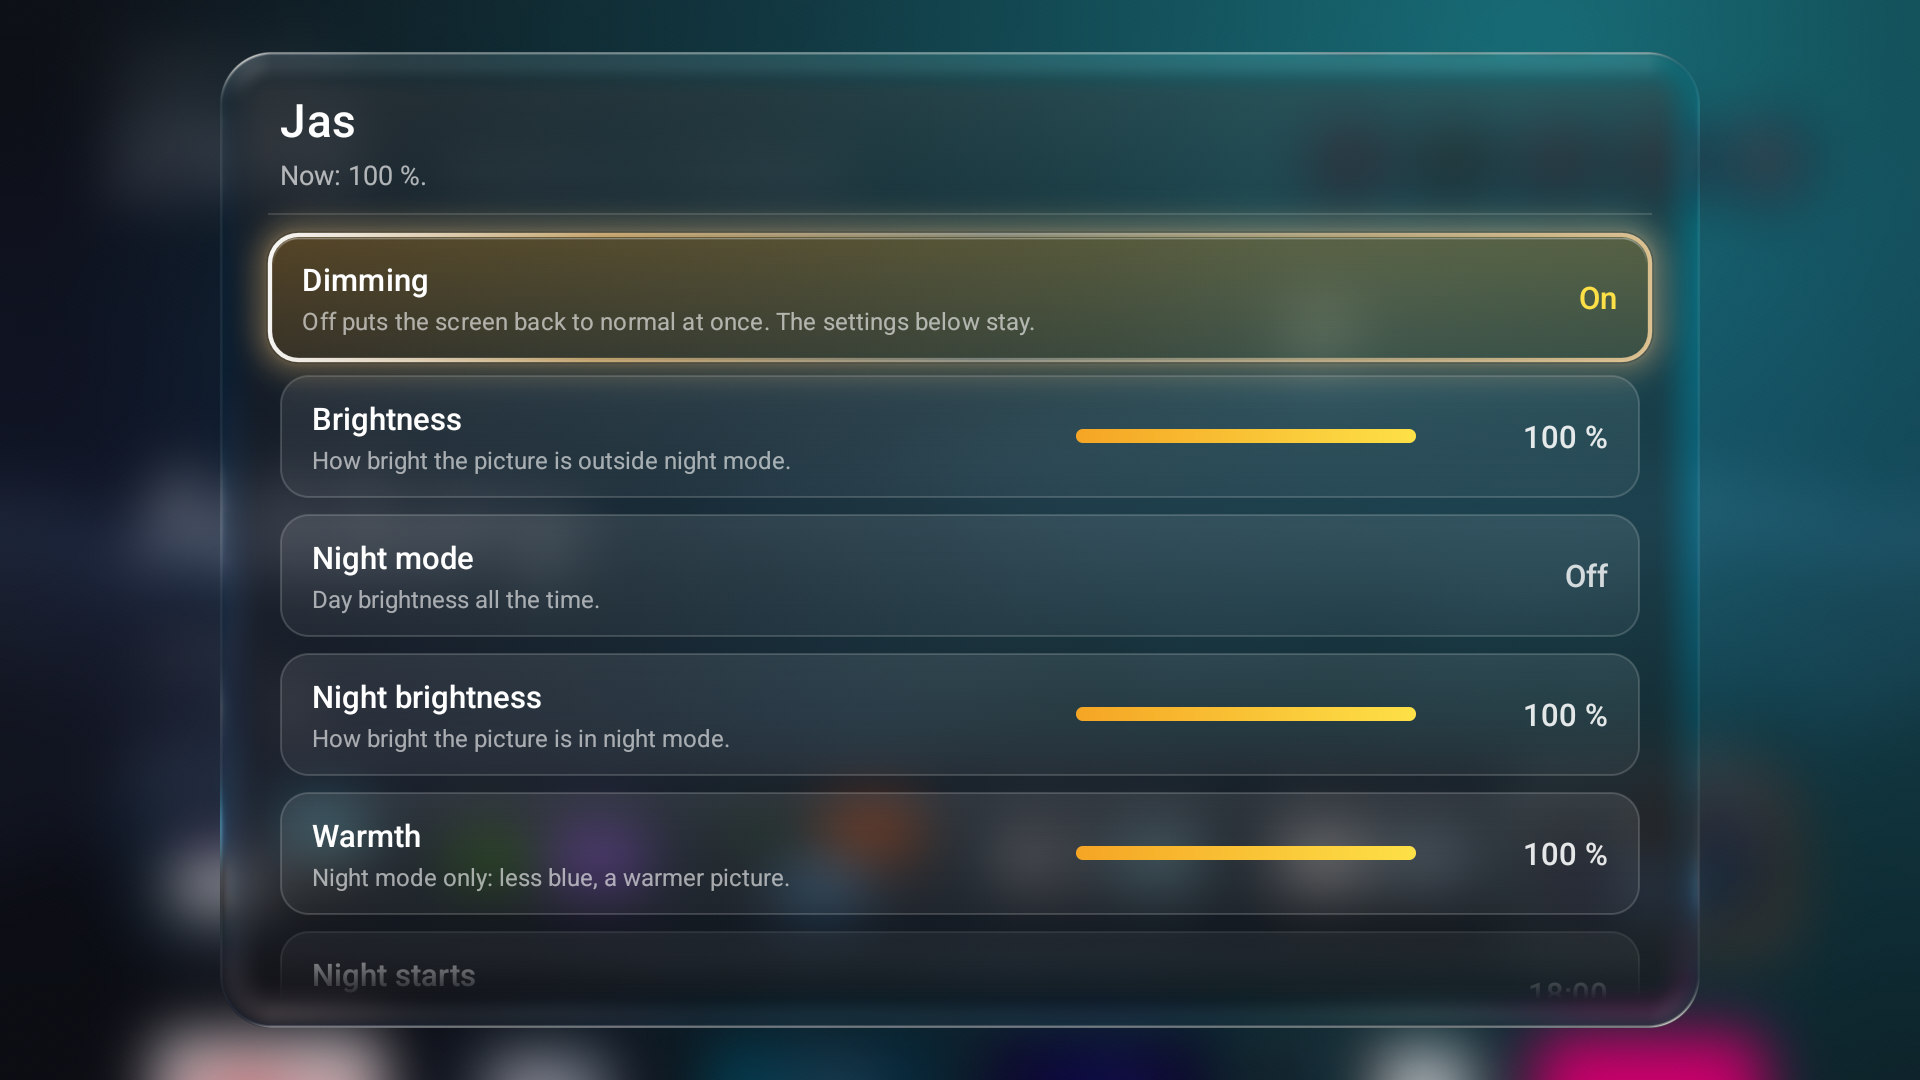 Jas
Now: 100 %.
Dimming
Off puts the screen back to normal at once. The settings below stay.
On
Brightness
How bright the picture is outside night mode.
100 %
Night mode
Day brightness all the time.
Off
Night brightness
How bright the picture is in night mode.
100 %
Warmth
Night mode only: less blue, a warmer picture.
100 %
Night starts
18:00